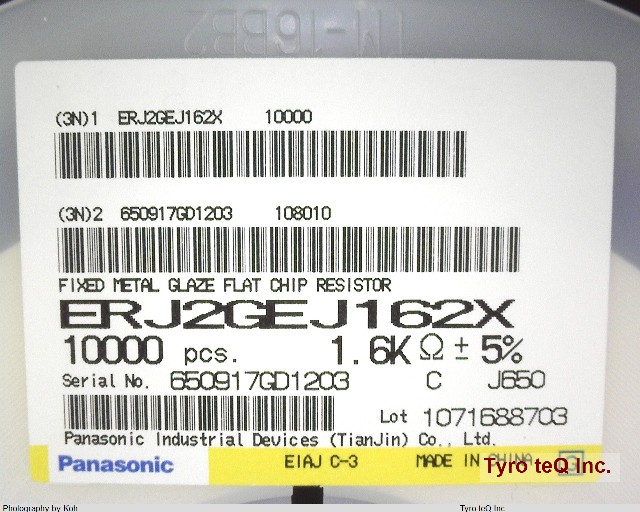 (3N)1 ERJ2GEJ162X 10000
(3N)2 650917GD1203 108010
FIXED METAL GLAZE FLAT CHIP RESISTOR
ERJ2GEJ162X
10000 pcs. 1.6KΩ ± 5%
Serial No. 650917GD1203 C J650
Lot 1071688703
Panasonic Industrial Devices (TianJin) Co., Ltd.
Panasonic EIAJ C-3 MADE IN CHINA
Tyro teQ Inc.
Photography by Koh Tyro teQ Inc